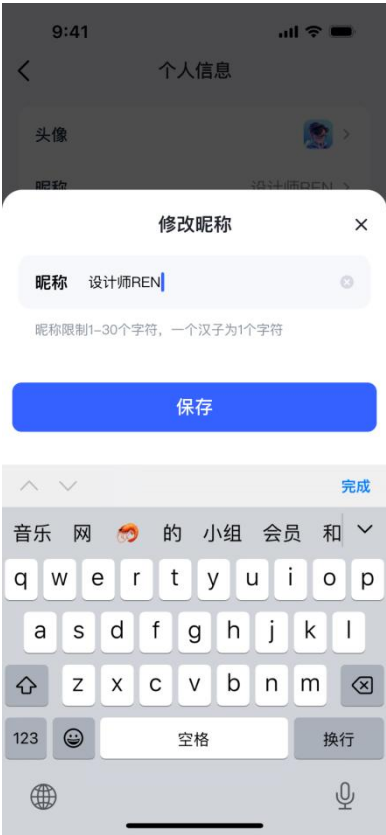 9:41
个人信息
头像
昵称 设计师REN
修改昵称
昵称 设计师REN
昵称限制1-30个字符，一个汉子为1个字符
保存
完成
音乐 网 的 小组 会员 和
q w e r t y u i o p
a s d f g h j k l
z x c v b n m
123 空格 换行